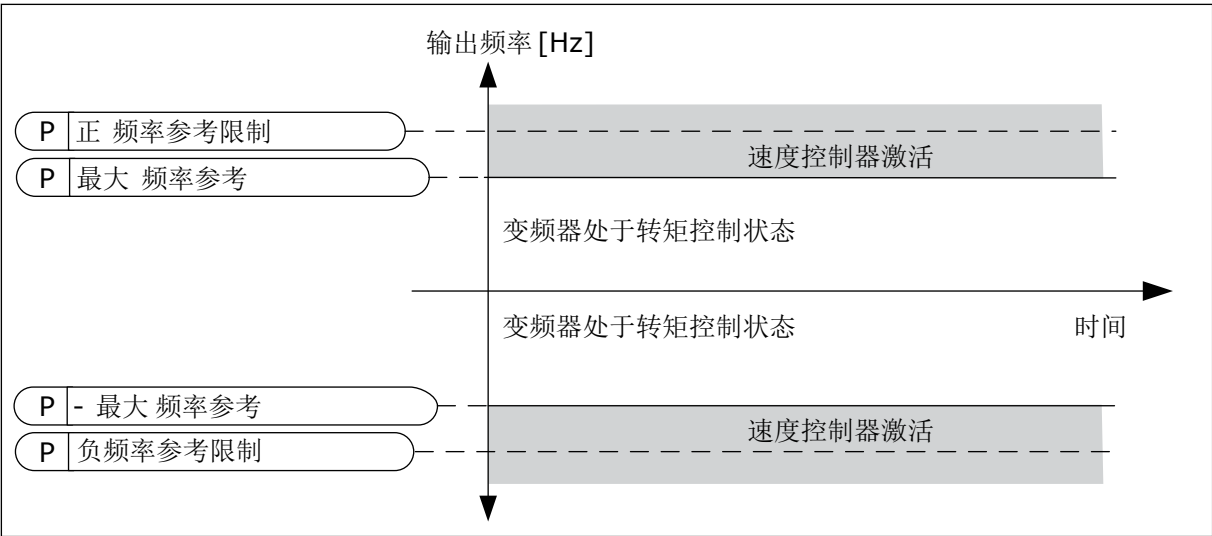 输出频率 [Hz]
P 正 频率参考限制
速度控制器激活
P 最大 频率参考
变频器处于转矩控制状态
变频器处于转矩控制状态
时间
P - 最大 频率参考
速度控制器激活
P 负频率参考限制